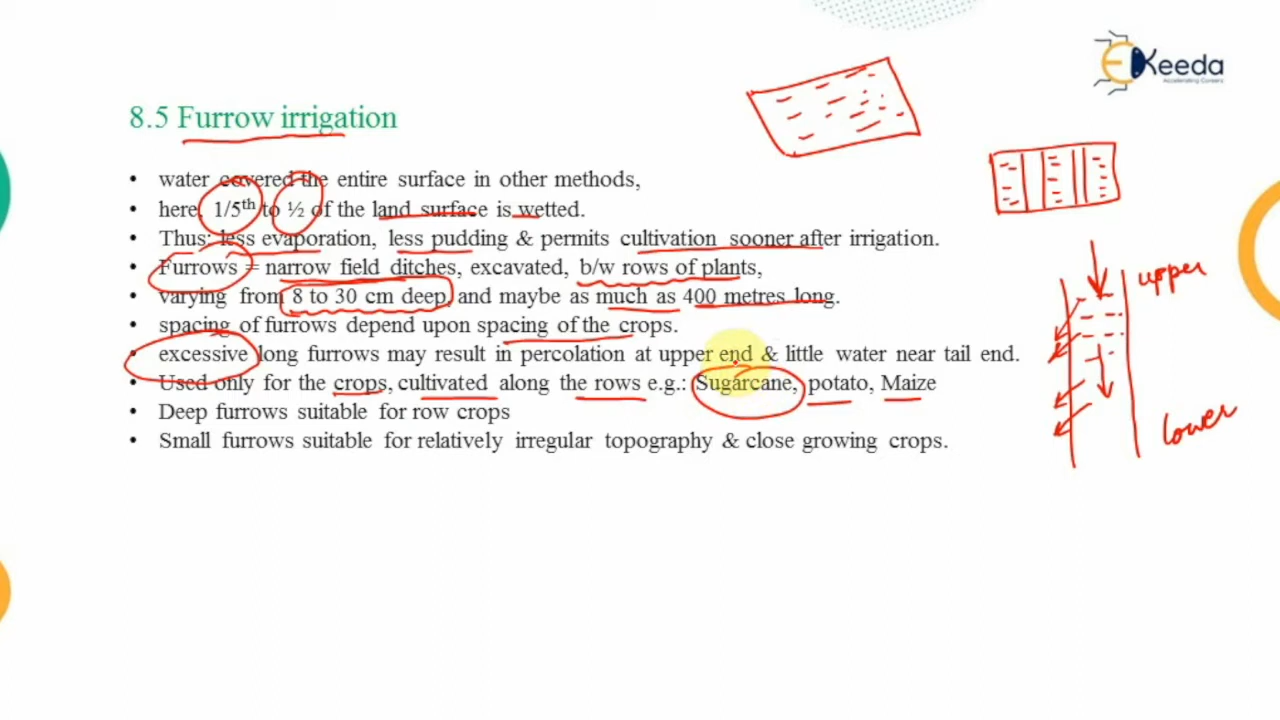 EKeeda
Accelerating Careers
8.5 Furrow irrigation
• water covered the entire surface in other methods,
• here, 1/5th to ½ of the land surface is wetted.
• Thus: less evaporation, less pudding & permits cultivation sooner after irrigation.
• Furrows = narrow field ditches, excavated, b/w rows of plants,
• varying from 8 to 30 cm deep, and maybe as much as 400 metres long.
• spacing of furrows depend upon spacing of the crops.
• excessive long furrows may result in percolation at upper end & little water near tail end.
• Used only for the crops, cultivated along the rows e.g.: Sugarcane, potato, Maize
• Deep furrows suitable for row crops
• Small furrows suitable for relatively irregular topography & close growing crops.
upper
lower